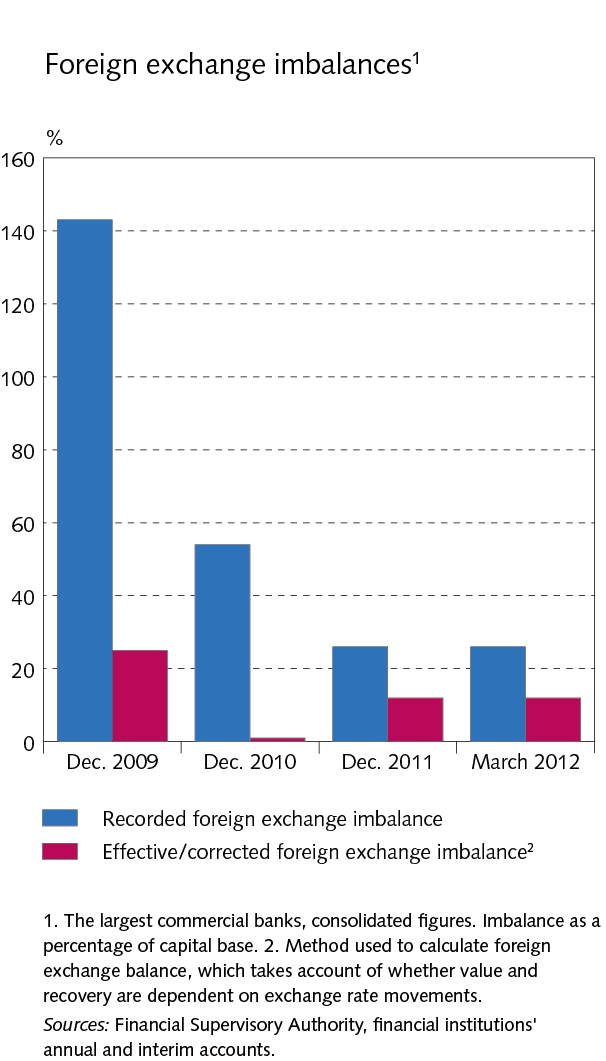 Foreign exchange imbalances¹
%
160
140
120
100
80
60
40
20
0
Dec. 2009 Dec. 2010 Dec. 2011 March 2012
Recorded foreign exchange imbalance
Effective/corrected foreign exchange imbalance²
1. The largest commercial banks, consolidated figures. Imbalance as a
percentage of capital base. 2. Method used to calculate foreign
exchange balance, which takes account of whether value and
recovery are dependent on exchange rate movements.
Sources: Financial Supervisory Authority, financial institutions'
annual and interim accounts.